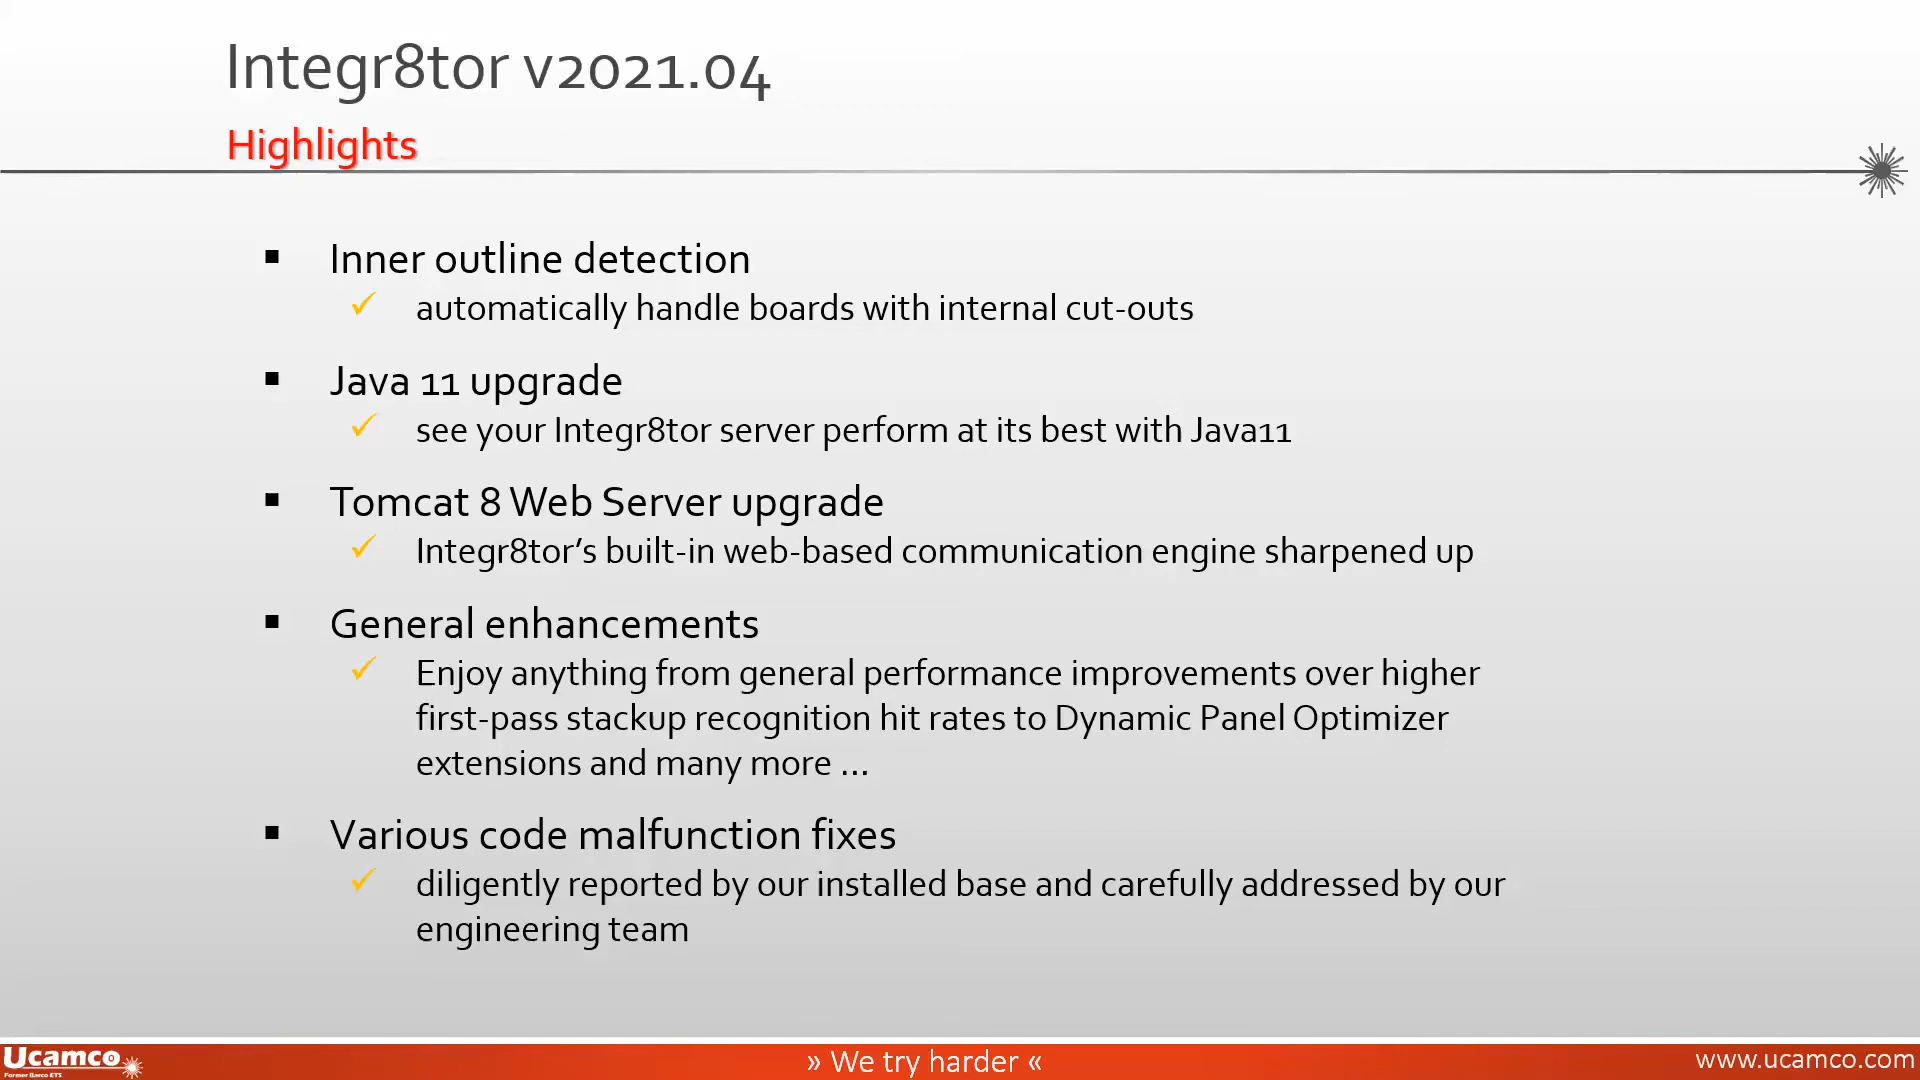 Integr8tor v2021.04
Highlights
Inner outline detection
automatically handle boards with internal cut-outs
Java 11 upgrade
see your Integr8tor server perform at its best with Java11
Tomcat 8 Web Server upgrade
Integr8tor’s built-in web-based communication engine sharpened up
General enhancements
Enjoy anything from general performance improvements over higher
first-pass stackup recognition hit rates to Dynamic Panel Optimizer
extensions and many more ...
Various code malfunction fixes
diligently reported by our installed base and carefully addressed by our
engineering team
Ucamco
Former Barco ETS
» We try harder «
www.ucamco.com